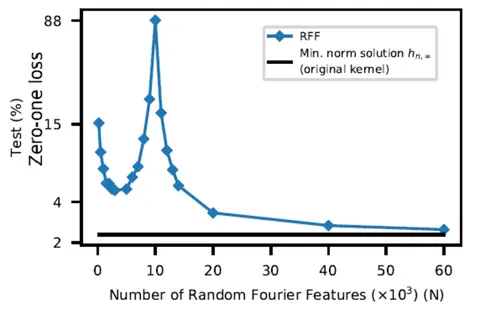 88
15
4
2
Test (%)
Zero-one loss
RFF
Min. norm solution hₙ,∞
(original kernel)
0 10 20 30 40 50 60
Number of Random Fourier Features (×10³) (N)